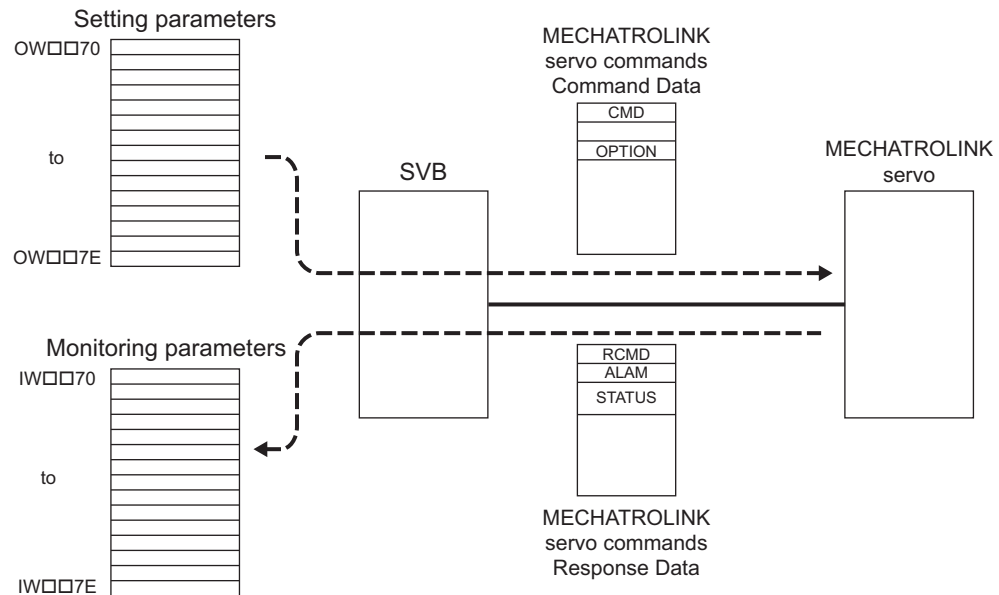 Setting parameters
OW□□70
to
OW□□7E
MECHATROLINK
servo commands
Command Data
CMD
OPTION
SVB
MECHATROLINK
servo
Monitoring parameters
IW□□70
to
IW□□7E
RCMD
ALAM
STATUS
MECHATROLINK
servo commands
Response Data